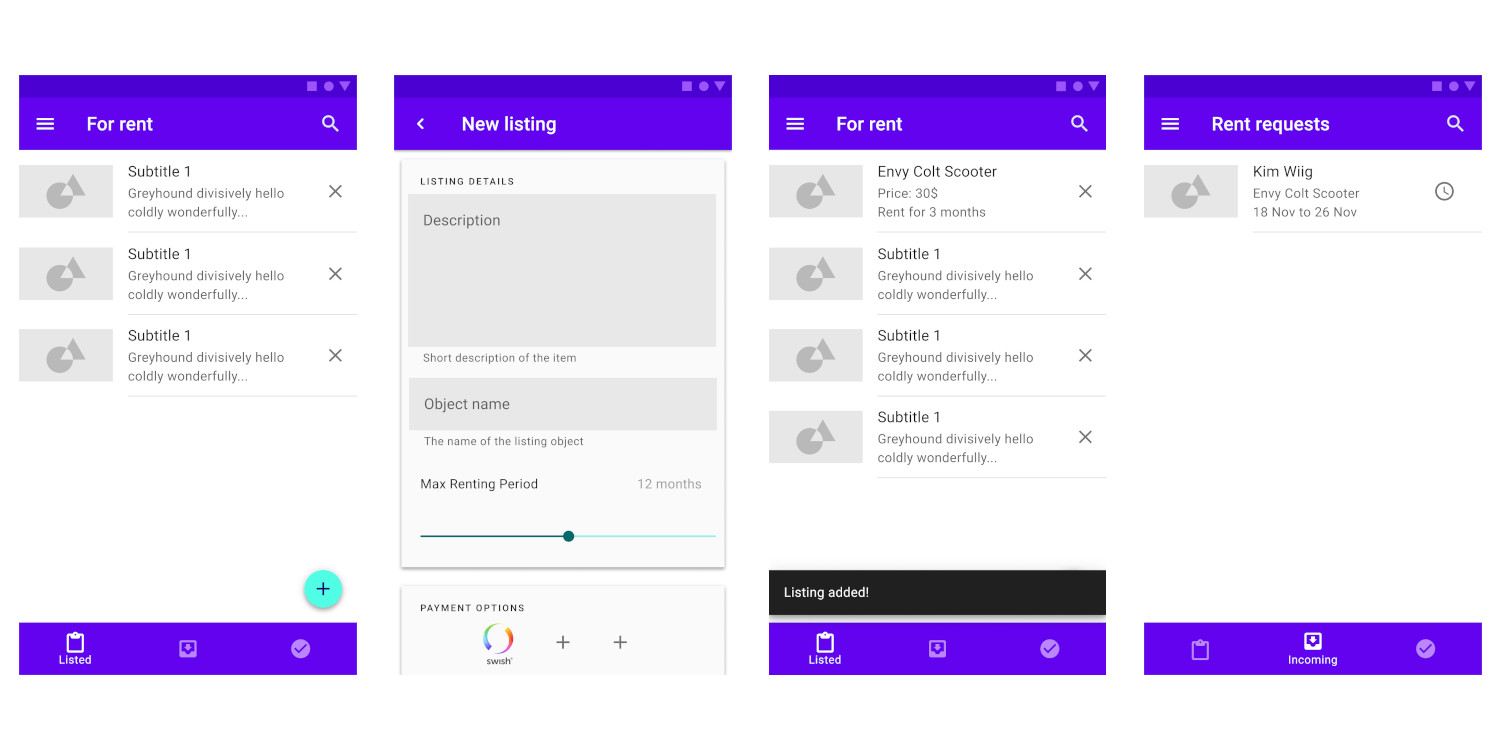 For rent
Subtitle 1
Greyhound divisively hello
coldly wonderfully...
Subtitle 1
Greyhound divisively hello
coldly wonderfully...
Subtitle 1
Greyhound divisively hello
coldly wonderfully...
Listed
New listing
LISTING DETAILS
Description
Short description of the item
Object name
The name of the listing object
Max Renting Period 12 months
PAYMENT OPTIONS
swish
For rent
Envy Colt Scooter
Price: 30$
Rent for 3 months
Subtitle 1
Greyhound divisively hello
coldly wonderfully...
Subtitle 1
Greyhound divisively hello
coldly wonderfully...
Subtitle 1
Greyhound divisively hello
coldly wonderfully...
Listing added!
Listed
Rent requests
Kim Wiig
Envy Colt Scooter
18 Nov to 26 Nov
Incoming